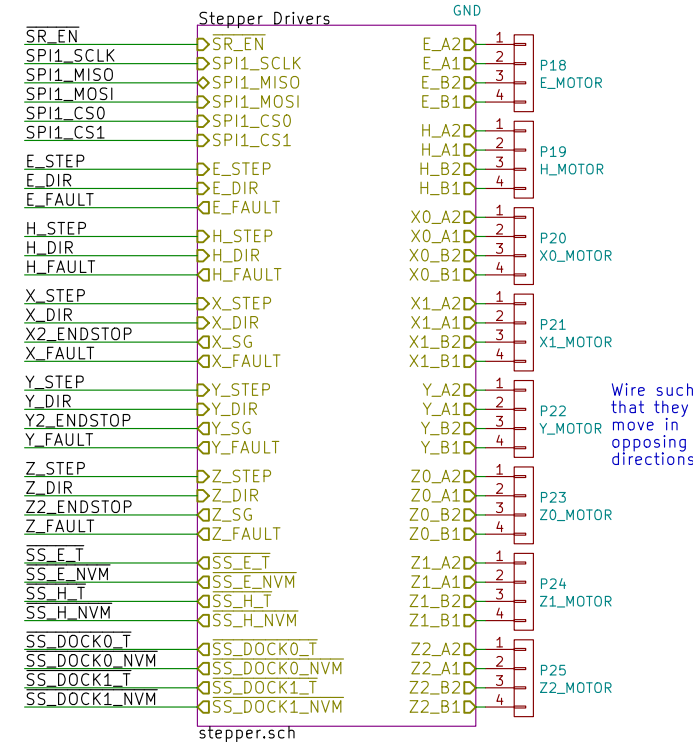 GND
Stepper Drivers
SR_EN SR_EN E_A2 1
SPI1_SCLK SPI1_SCLK E_A1 2 P18
SPI1_MISO SPI1_MISO E_B2 3 E_MOTOR
SPI1_MOSI SPI1_MOSI E_B1 4
SPI1_CS0 SPI1_CS0 H_A2 1
SPI1_CS1 SPI1_CS1 H_A1 2 P19
E_STEP E_STEP H_B2 3 H_MOTOR
E_DIR E_DIR H_B1 4
E_FAULT E_FAULT X0_A2 1
H_STEP H_STEP X0_A1 2 P20
H_DIR H_DIR X0_B2 3 X0_MOTOR
H_FAULT H_FAULT X0_B1 4
X_STEP X_STEP X1_A2 1
X_DIR X_DIR X1_A1 2 P21
X2_ENDSTOP X_SG X1_B2 3 X1_MOTOR
X_FAULT X_FAULT X1_B1 4
Y_STEP Y_STEP Y_A2 1 Wire such
Y_DIR Y_DIR Y_A1 2 P22 that they
Y2_ENDSTOP Y_SG Y_B2 3 Y_MOTOR move in
Y_FAULT Y_FAULT Y_B1 4 opposing
directions
Z_STEP Z_STEP Z0_A2 1
Z_DIR Z_DIR Z0_A1 2 P23
Z2_ENDSTOP Z_SG Z0_B2 3 Z0_MOTOR
Z_FAULT Z_FAULT Z0_B1 4
SS_E_T SS_E_T Z1_A2 1
SS_E_NVM SS_E_NVM Z1_A1 2 P24
SS_H_T SS_H_T Z1_B2 3 Z1_MOTOR
SS_H_NVM SS_H_NVM Z1_B1 4
SS_DOCK0_T SS_DOCK0_T Z2_A2 1
SS_DOCK0_NVM SS_DOCK0_NVM Z2_A1 2 P25
SS_DOCK1_T SS_DOCK1_T Z2_B2 3 Z2_MOTOR
SS_DOCK1_NVM SS_DOCK1_NVM Z2_B1 4
stepper.sch